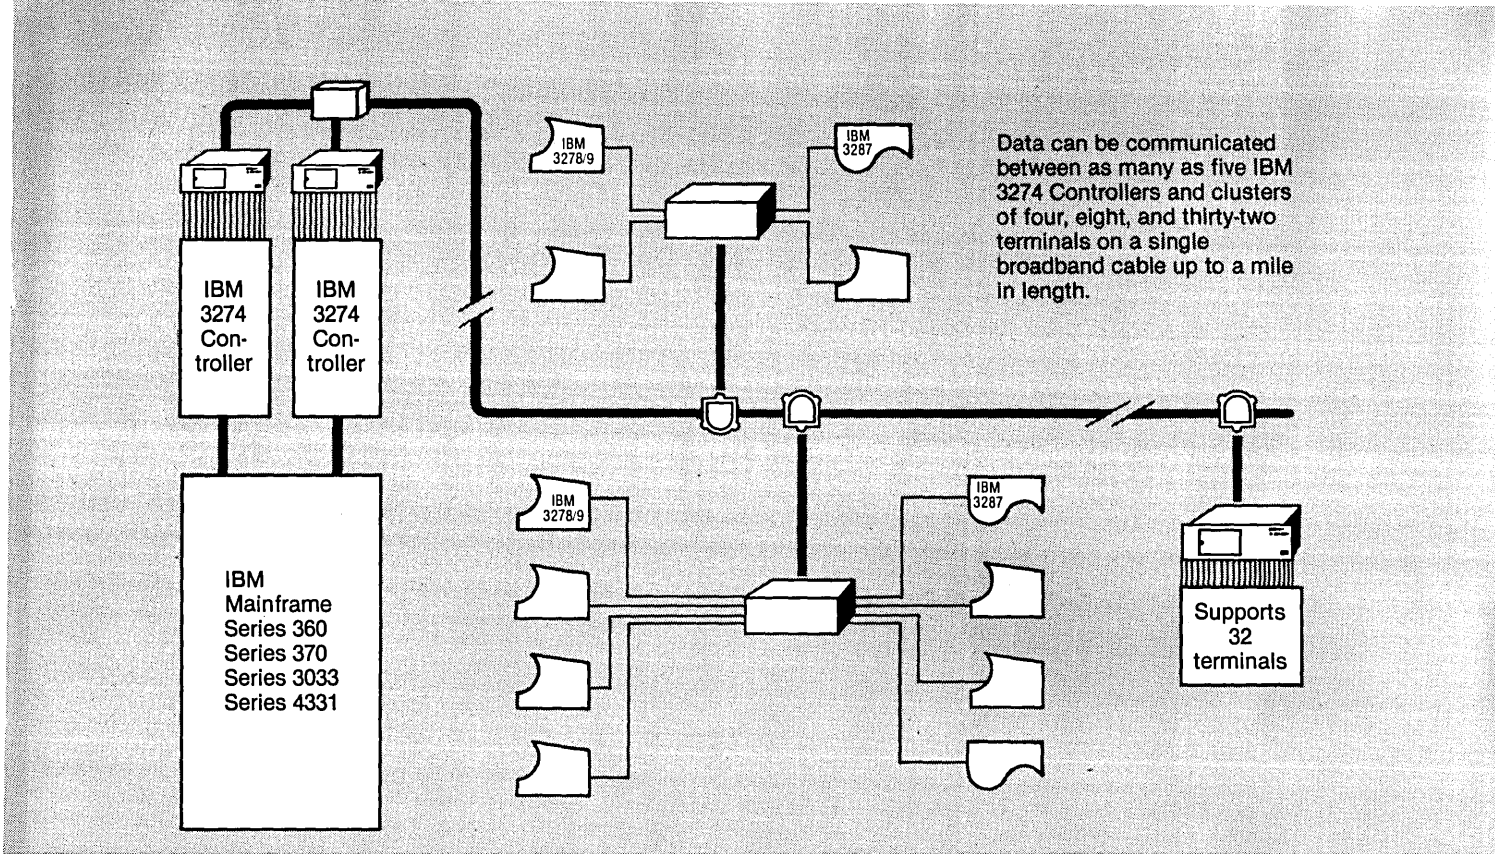 IBM
3278/9
IBM
3287
Data can be communicated
between as many as five IBM
3274 Controllers and clusters
of four, eight, and thirty-two
terminals on a single
broadband cable up to a mile
in length.
IBM
3274
Con-
troller
IBM
3274
Con-
troller
IBM
3278/9
IBM
3287
IBM
Mainframe
Series 360
Series 370
Series 3033
Series 4331
Supports
32
terminals